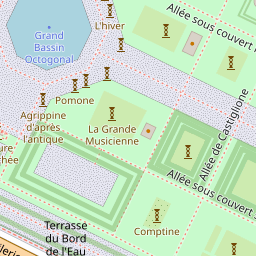 L'hiver
Allée sous couvert
Grand
Bassin
Octogonal
Pomone
Agrippine
d'après
l'antique
La Grande
Musicienne
Allée de Castiglione
Allée sous couvert
Terrasse
du Bord
de l'Eau
Comptine